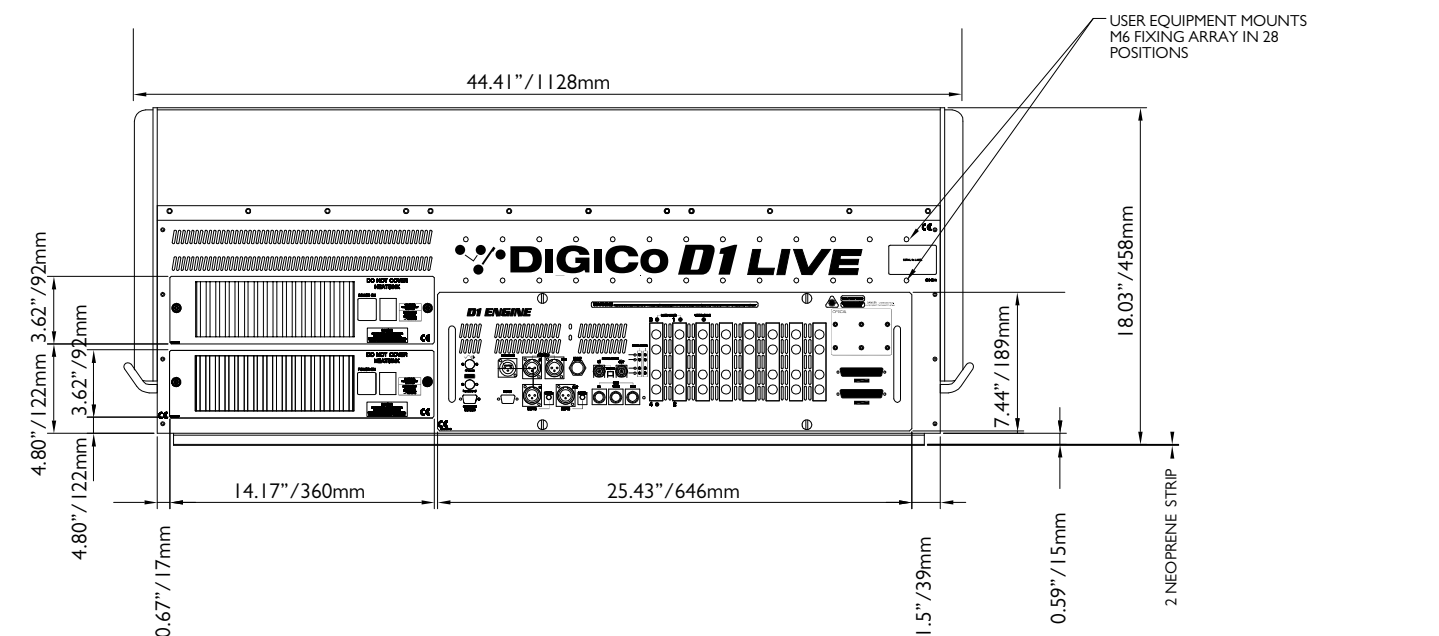 USER EQUIPMENT MOUNTS
M6 FIXING ARRAY IN 28
POSITIONS
44.41”/1128mm
18.03”/458mm
DiGiCo D1 LIVE
3.62”/92mm
DO NOT COVER
HEATSINK
D1 ENGINE
OPTICAL
3.62”/92mm
DO NOT COVER
HEATSINK
7.44”/189mm
4.80”/122mm
4.80”/122mm
14.17”/360mm
25.43”/646mm
0.67”/17mm
1.5”/39mm
0.59”/15mm
2 NEOPRENE STRIP